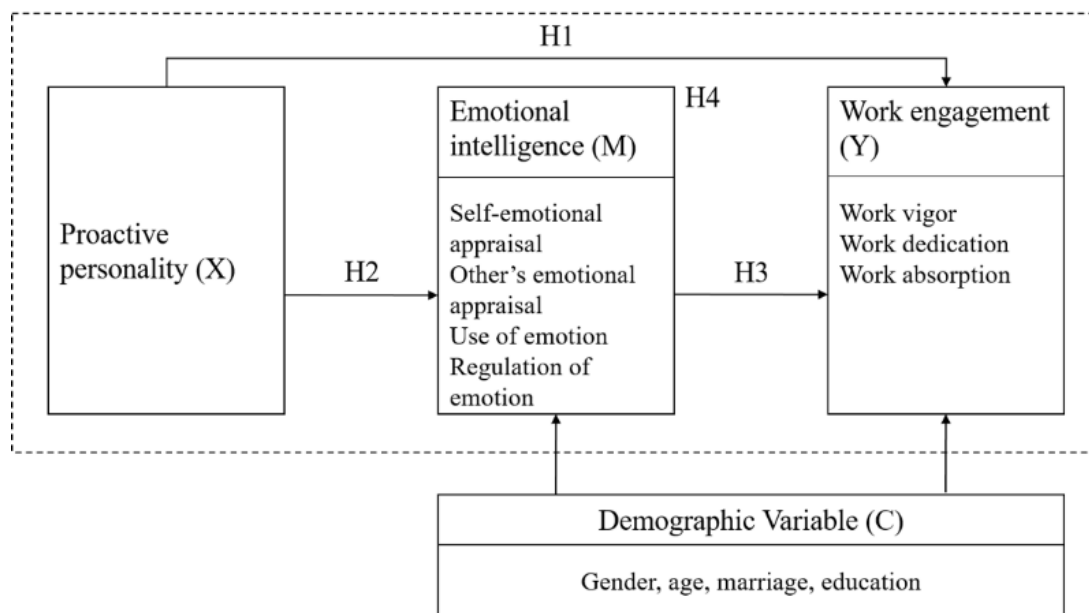 H1
Proactive
personality (X)
H2
Emotional
intelligence (M)
Self-emotional
appraisal
Other's emotional
appraisal
Use of emotion
Regulation of
emotion
H4
H3
Work engagement
(Y)
Work vigor
Work dedication
Work absorption
Demographic Variable (C)
Gender, age, marriage, education